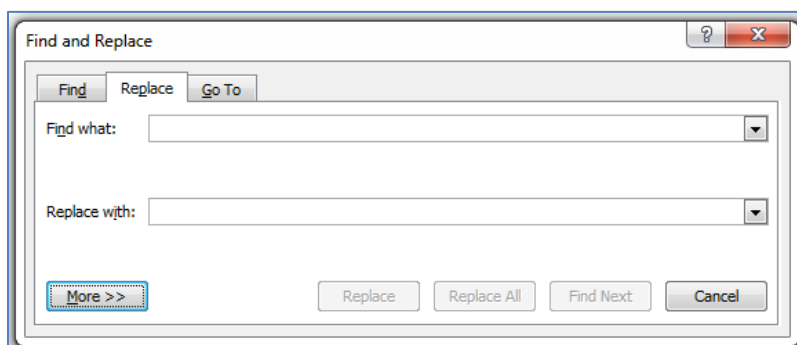 Find and Replace
Find Replace Go To
Find what:
Replace with:
More >> Replace Replace All Find Next Cancel